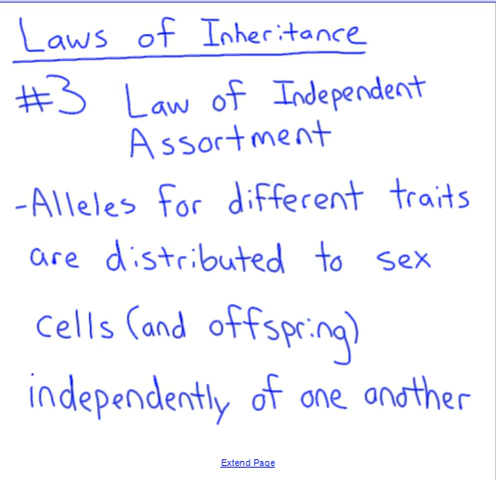 Laws of Inheritance
#3 Law of Independent
Assortment
-Alleles for different traits
are distributed to sex
cells (and offspring)
independently of one another
Extend Page